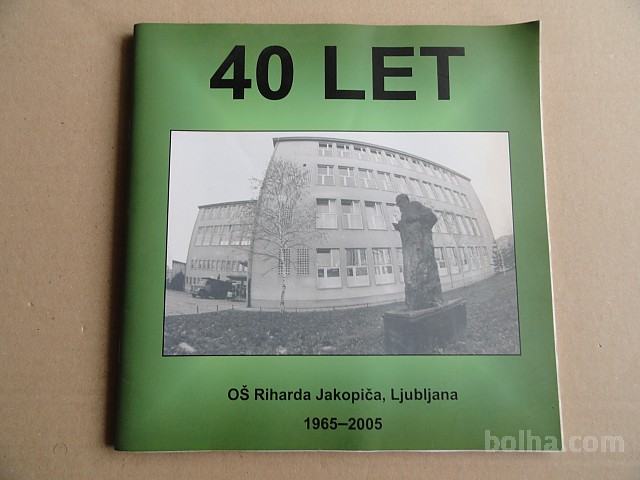 40 LET
OŠ Riharda Jakopiča, Ljubljana
1965–2005
bolha.com